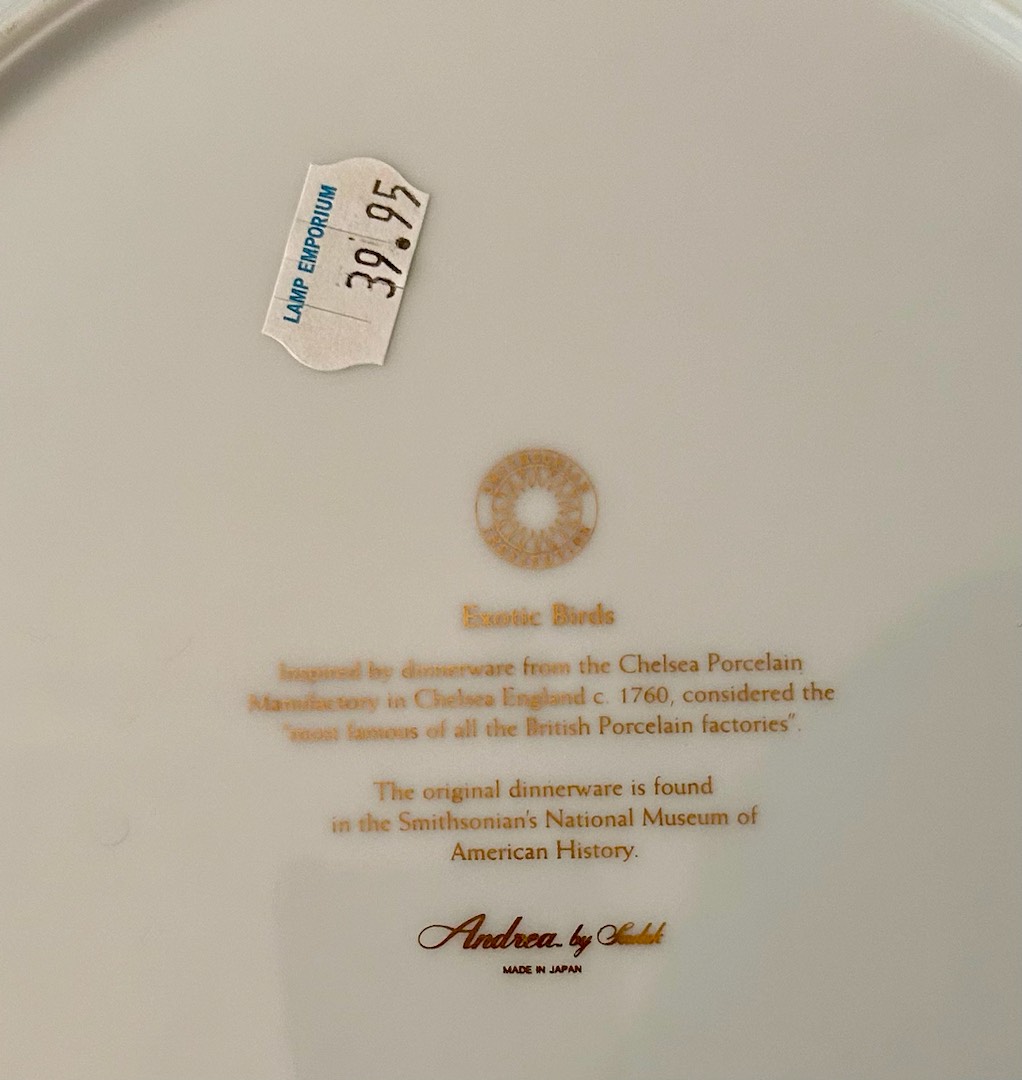 LAMP EMPORIUM
39.95
Exotic Birds
Inspired by dinnerware from the Chelsea Porcelain
Manufactory in Chelsea England c. 1760, considered the
"most famous of all the British Porcelain factories".
The original dinnerware is found
in the Smithsonian's National Museum of
American History.
Andrea™ by Sadek
MADE IN JAPAN